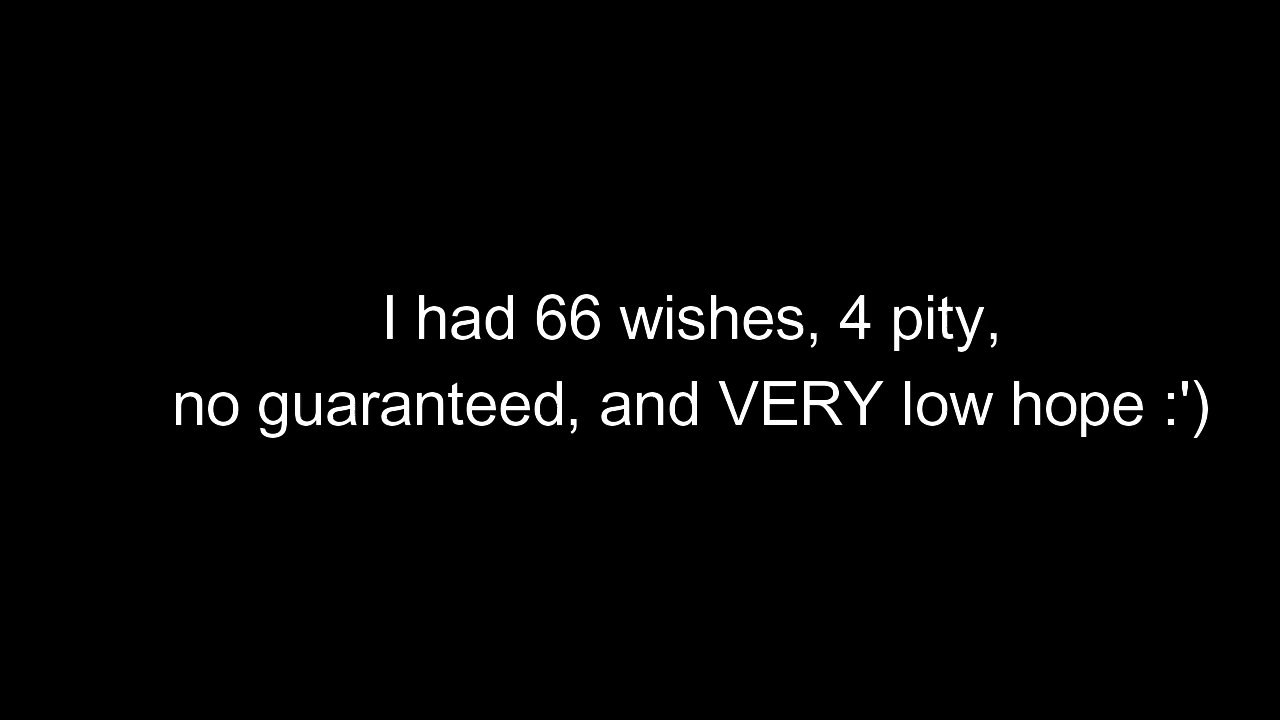 I had 66 wishes, 4 pity,
no guaranteed, and VERY low hope :')